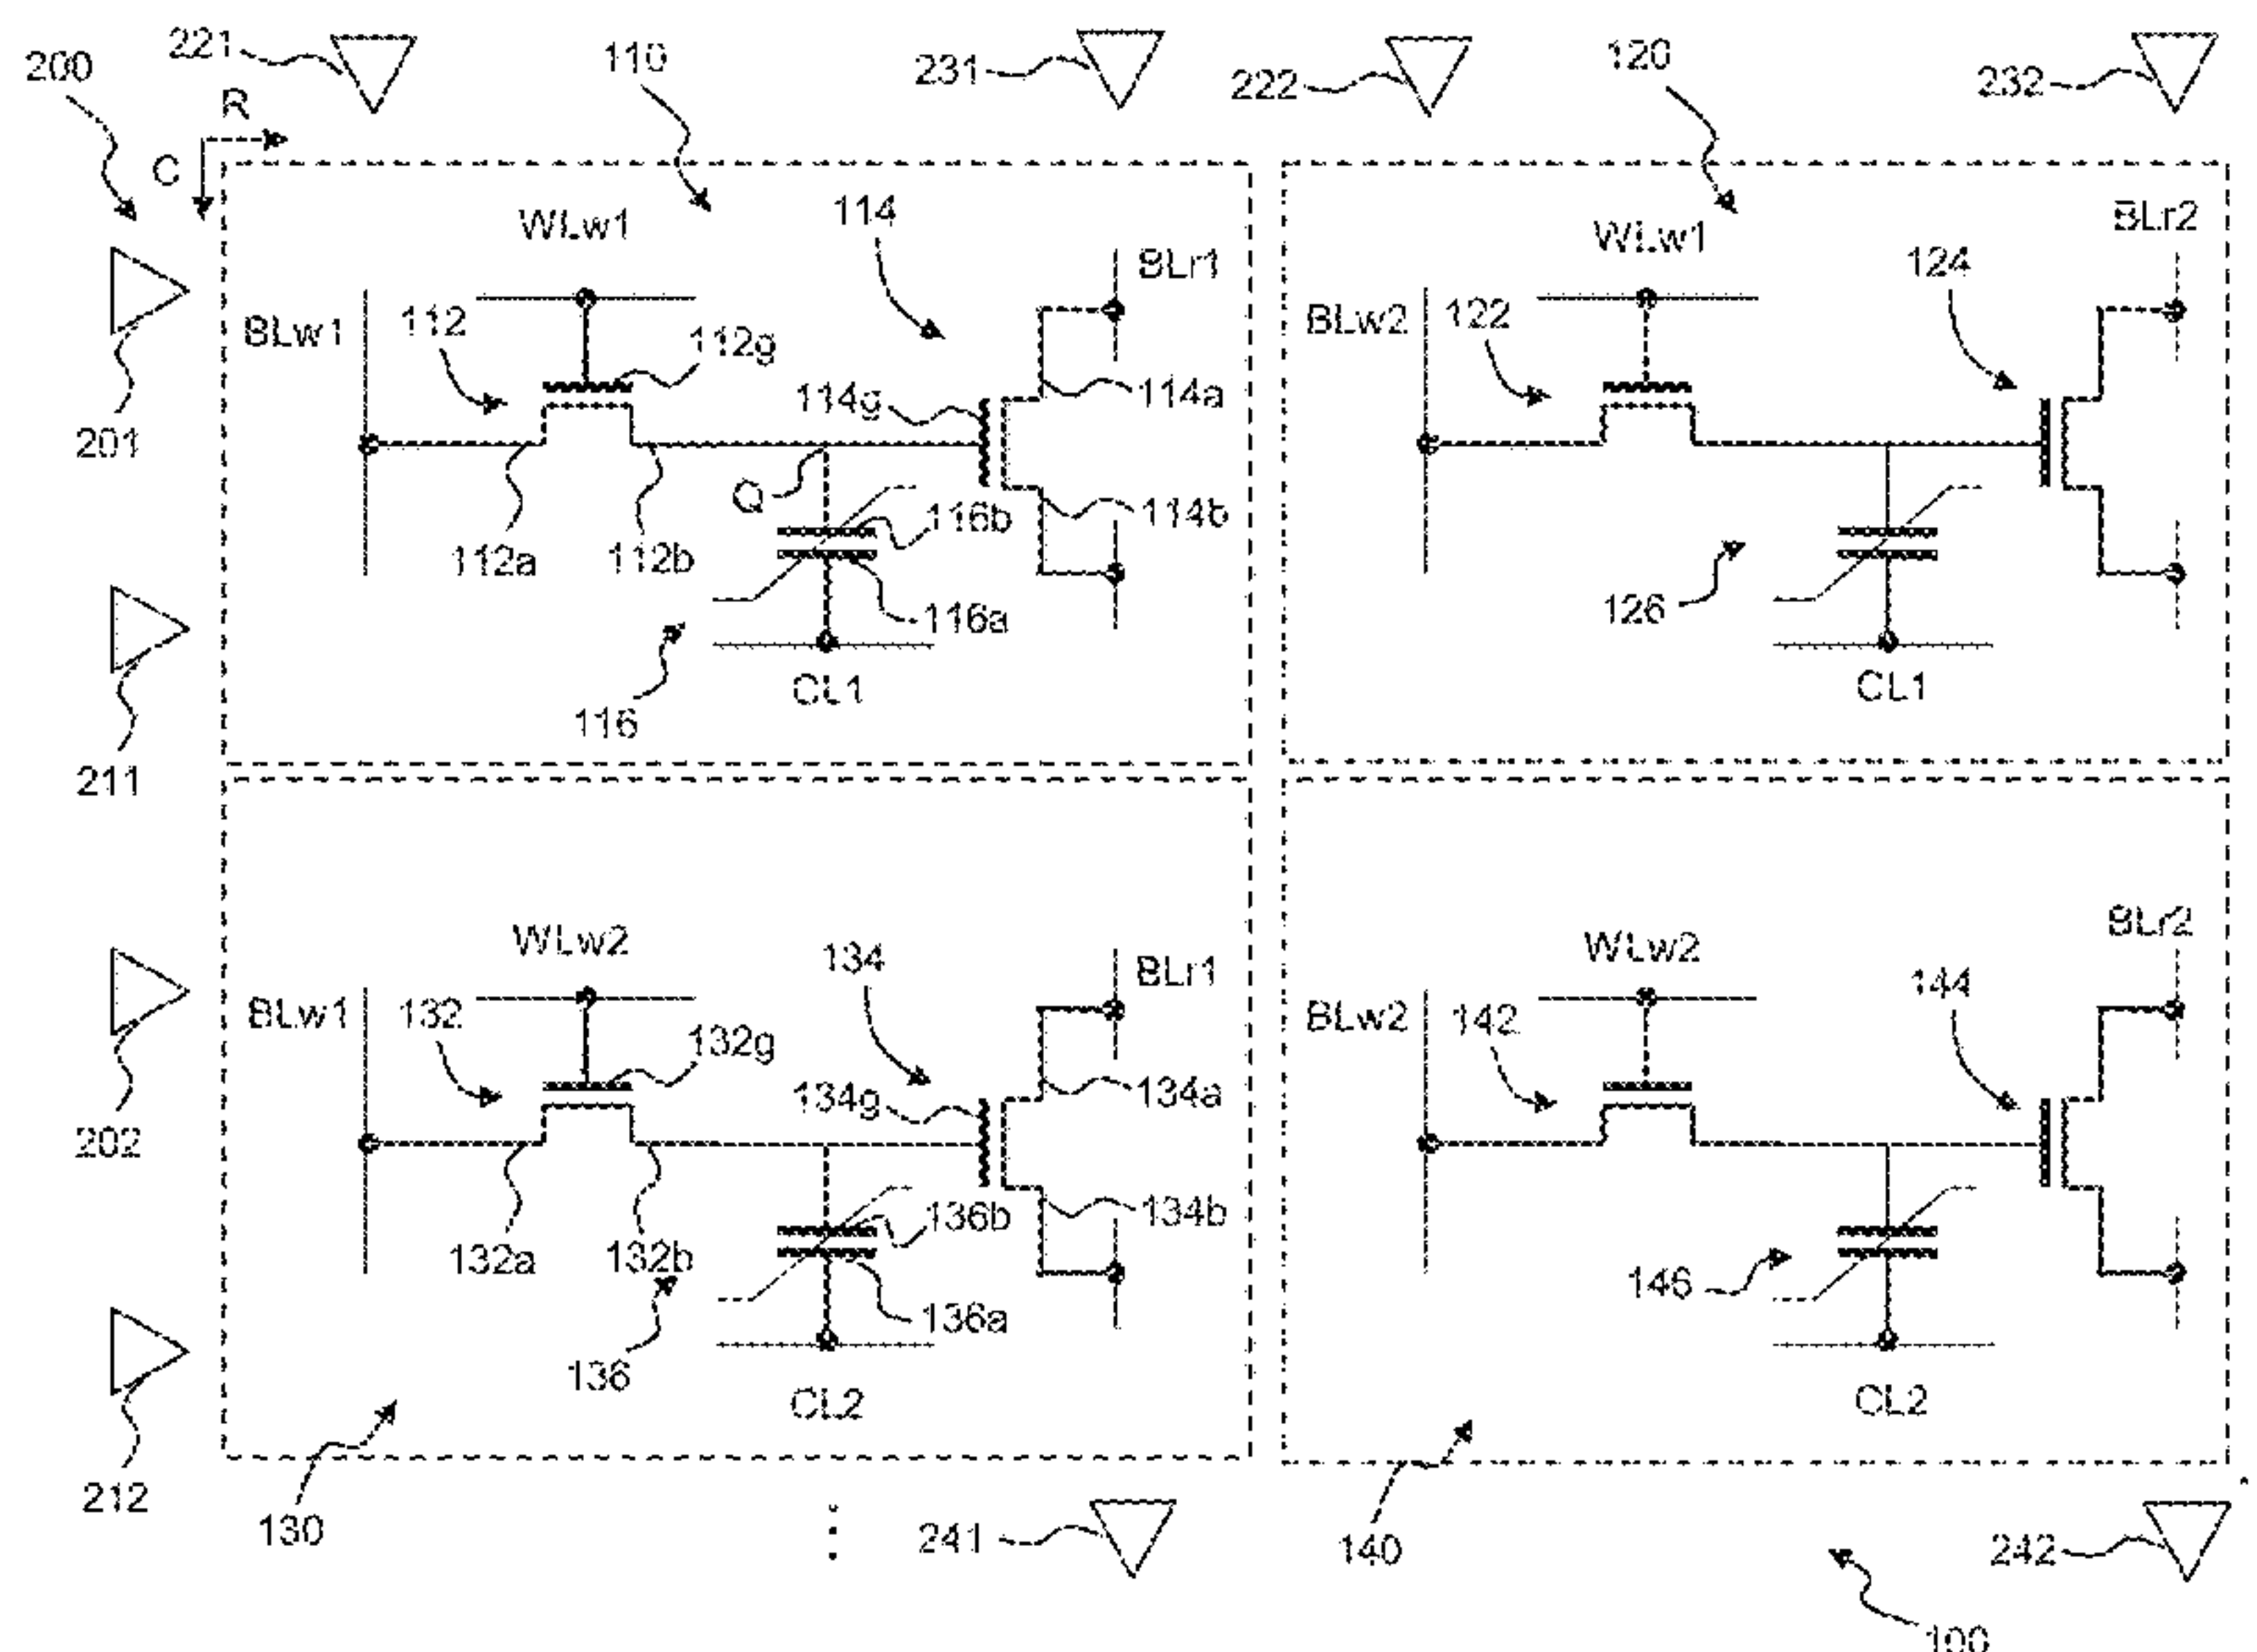 221
110
231
222
120
232
200
R
C
WLw1
114
BLr1
WLw1
124
BLr2
BLw1
112
112g
BLw2
122
201
114g
114a
Q
116b
114b
112a
112b
116a
126
211
116
CL1
CL1
WLw2
134
BLr1
WLw2
144
BLr2
BLw1
132
132g
BLw2
142
202
134g
134a
136b
134b
132a
132b
136a
146
136
CL2
CL2
212
130
241
140
242
100